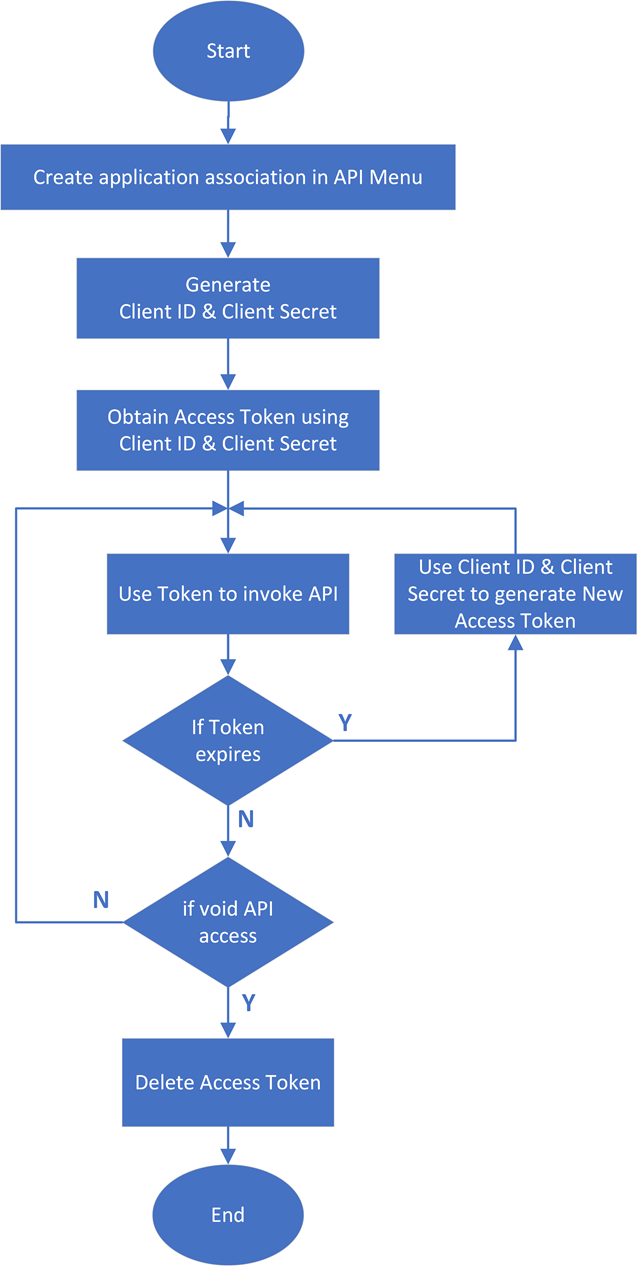 Start
Create application association in API Menu
Generate
Client ID & Client Secret
Obtain Access Token using
Client ID & Client Secret
Use Token to invoke API
Use Client ID & Client
Secret to generate New
Access Token
If Token
expires
Y
N
if void API
access
N
Y
Delete Access Token
End